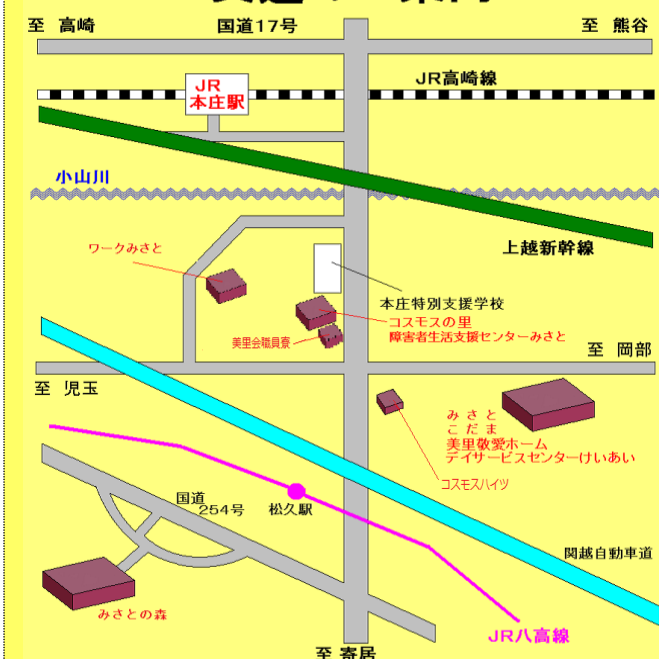 至 高崎
国道17号
至 熊谷
JR高崎線
JR
本庄駅
小山川
上越新幹線
ワークみさと
本庄特別支援学校
コスモスの里
障害者生活支援センターみさと
美里会職員寮
至 岡部
至 児玉
みさと
こだま
美里敬愛ホーム
デイサービスセンターけいあい
コスモスハイツ
国道
254号
松久駅
関越自動車道
みさとの森
JR八高線
至 寄居